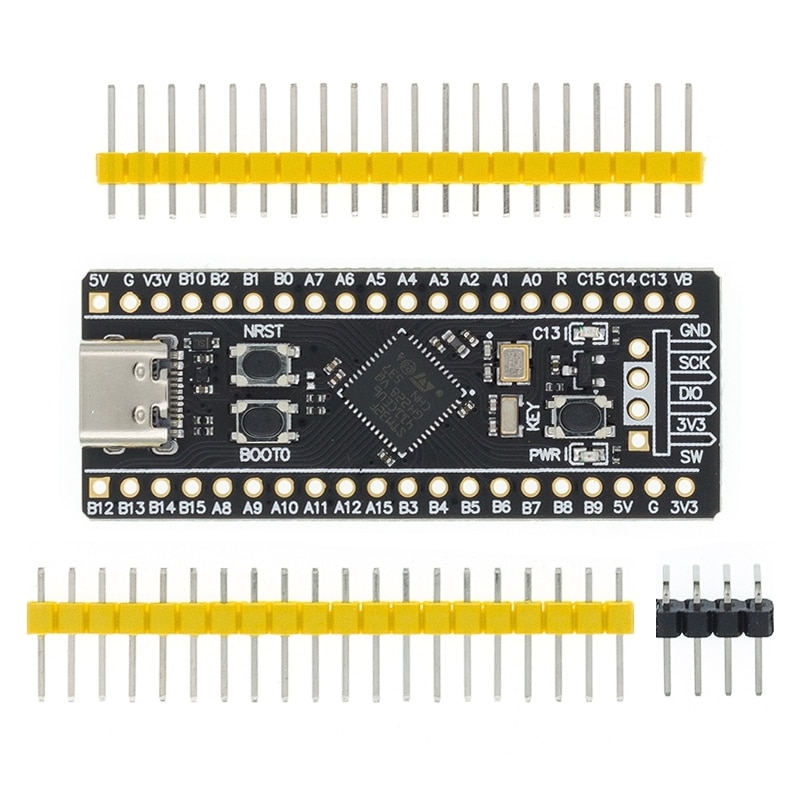 5V G V3V B10 B2 B1 B0 A7 A6 A5 A4 A3 A2 A1 A0 R C15 C14 C13 VB
NRST
C13
GND
SCK
DIO
3V3
SW
KEY
BOOT0
PWR
B12 B13 B14 B15 A8 A9 A10 A11 A12 A15 B3 B4 B5 B6 B7 B8 B9 5V G 3V3